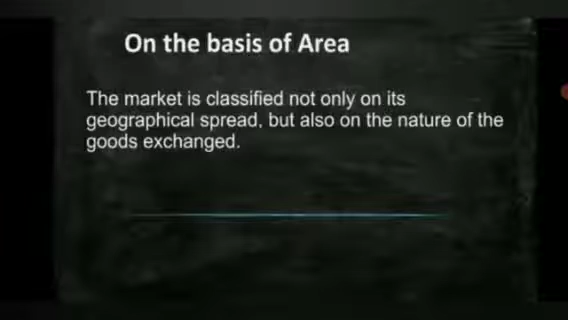 On the basis of Area
The market is classified not only on its
geographical spread, but also on the nature of the
goods exchanged.